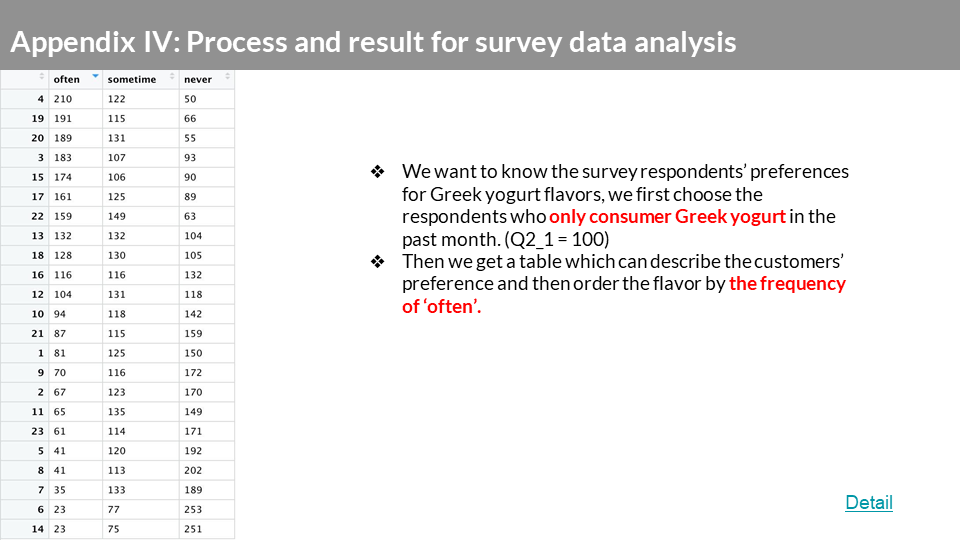 Appendix IV: Process and result for survey data analysis
often sometime never
4 210 122 50
19 191 115 66
20 189 131 55
3 183 107 93
15 174 106 90
17 161 125 89
22 159 149 63
13 132 132 104
18 128 130 105
16 116 116 132
12 104 131 118
10 94 118 142
21 87 115 159
1 81 125 150
9 70 116 172
2 67 123 170
11 65 135 149
23 61 114 171
5 41 120 192
8 41 113 202
7 35 133 189
6 23 77 253
14 23 75 251
❖ We want to know the survey respondents’ preferences
for Greek yogurt flavors, we first choose the
respondents who only consumer Greek yogurt in the
past month. (Q2_1 = 100)
❖ Then we get a table which can describe the customers’
preference and then order the flavor by the frequency
of ‘often’.
Detail